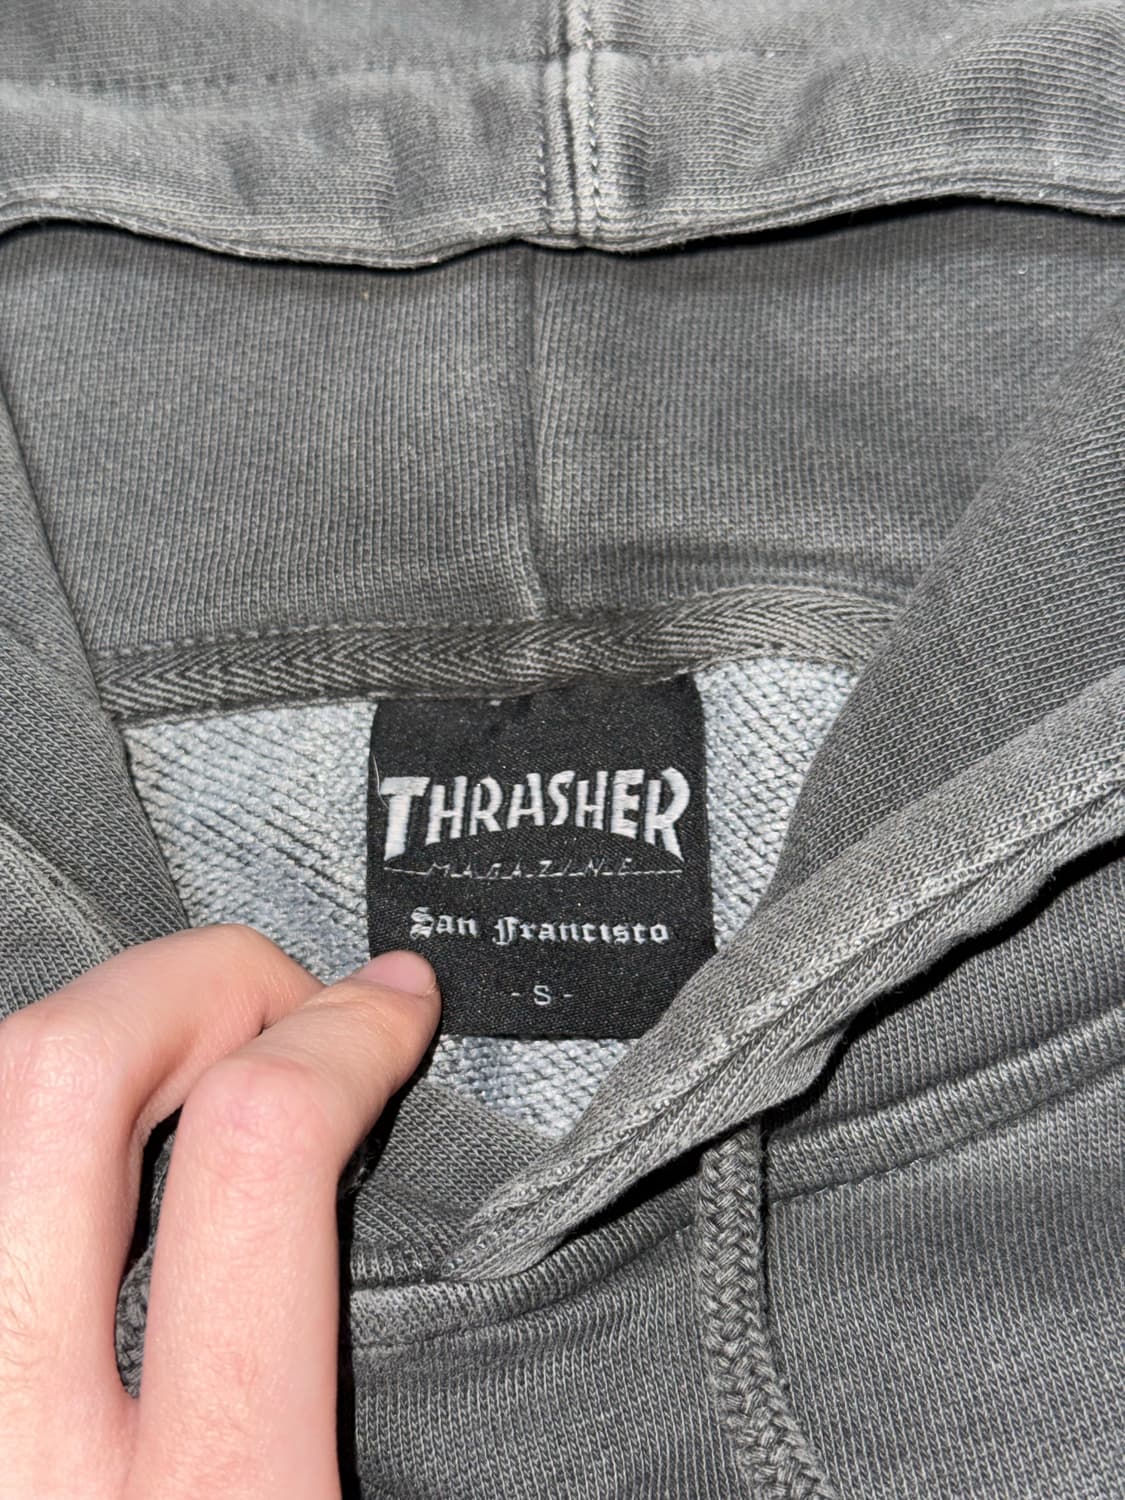 THRASHER
MAGAZINE
San Francisco
- S -